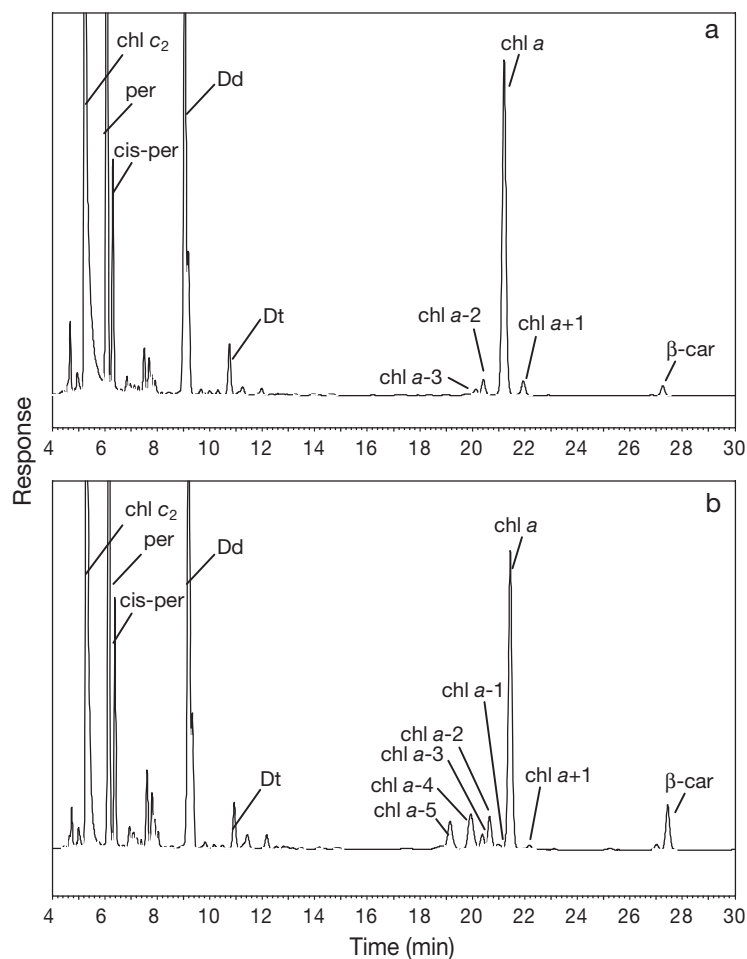 a
chl c₂
chl a
per
Dd
cis-per
Dt
chl a-2
chl a+1
chl a-3
β-car
4 6 8 10 12 14 16 18 20 22 24 26 28 30
Response
b
chl c₂
chl a
per
Dd
cis-per
chl a-1
chl a-2
chl a-3
Dt
chl a-4
chl a+1
β-car
chl a-5
4 6 8 10 12 14 16 18 20 22 24 26 28 30
Time (min)